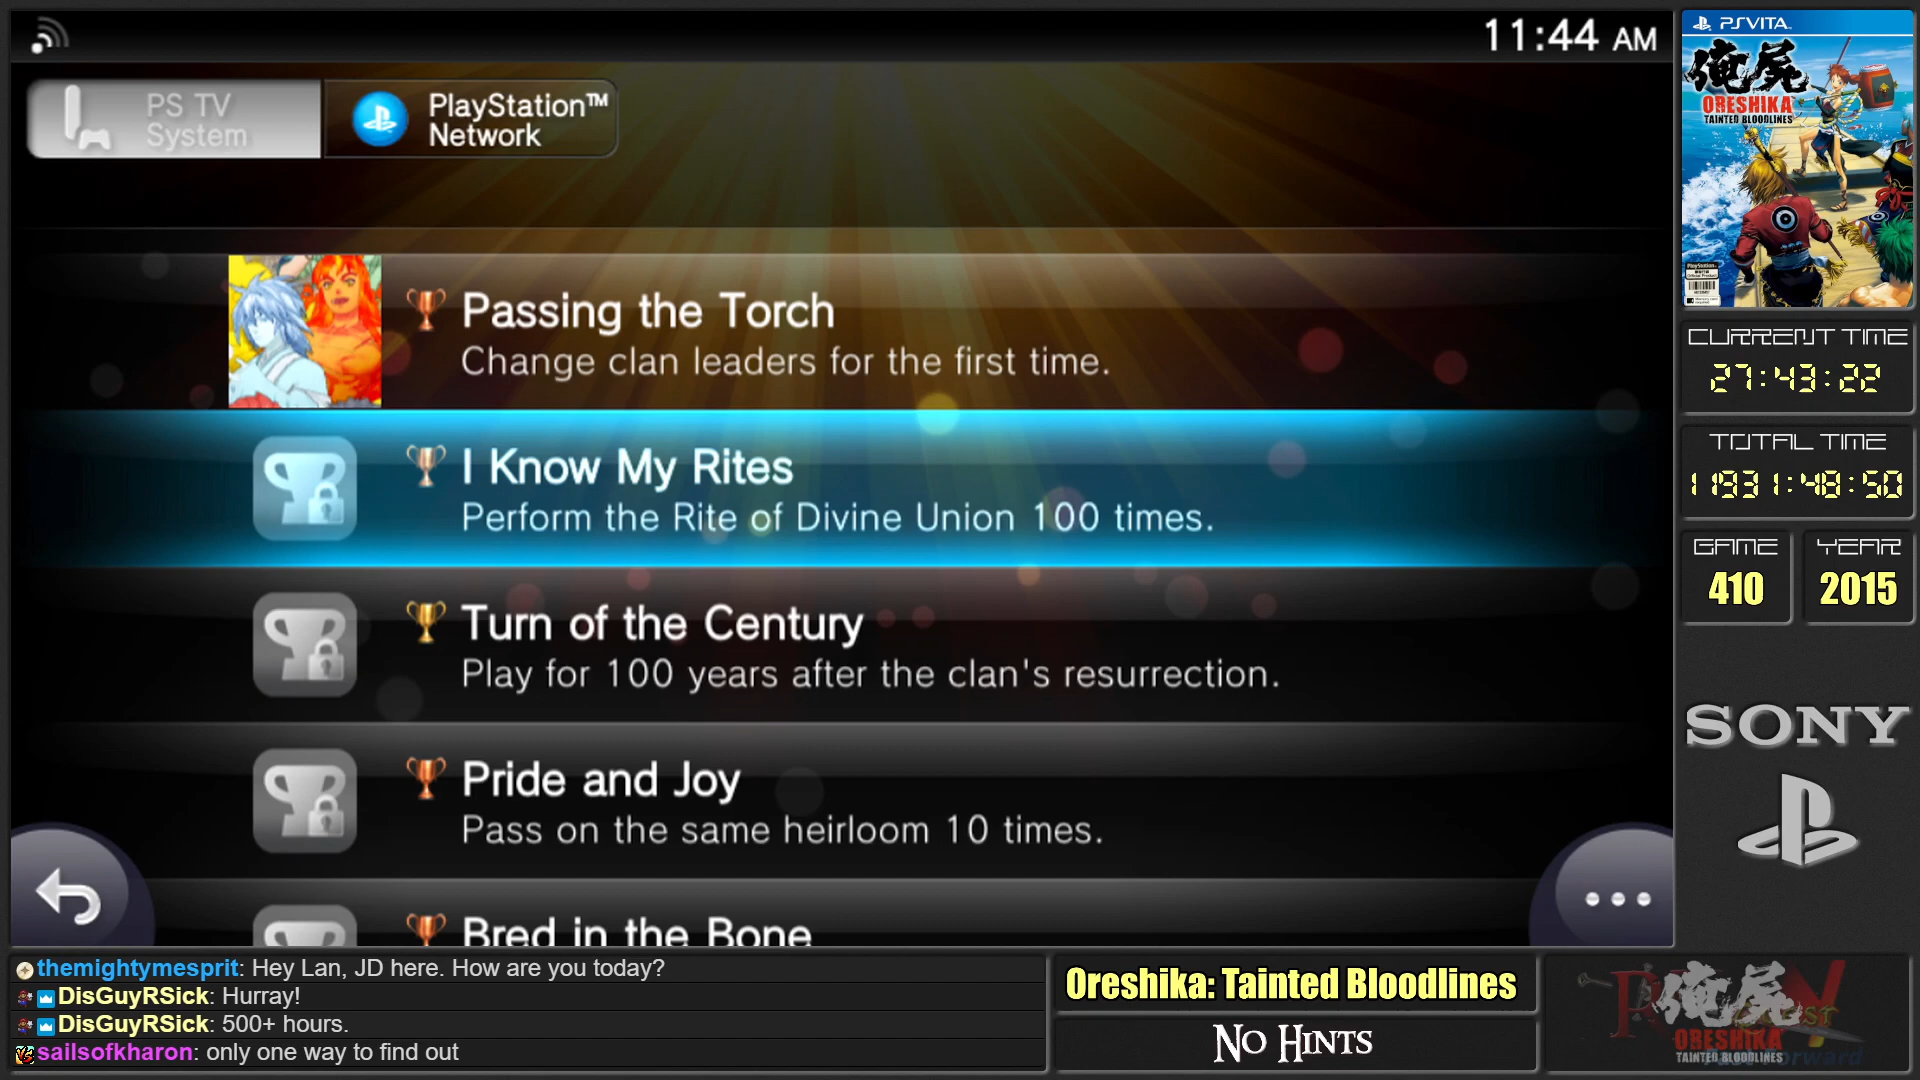 11:44 AM
PS TV
System
PlayStation™
Network
Passing the Torch
Change clan leaders for the first time.
I Know My Rites
Perform the Rite of Divine Union 100 times.
Turn of the Century
Play for 100 years after the clan's resurrection.
Pride and Joy
Pass on the same heirloom 10 times.
Bred in the Bone
PSVITA
俺屍
ORESHIKA
TAINTED BLOODLINES
CURRENT TIME
27:43:22
TOTAL TIME
11931:48:50
GAME
410
YEAR
2015
SONY
themightymesprit: Hey Lan, JD here. How are you today?
DisGuyRSick: Hurray!
DisGuyRSick: 500+ hours.
sailsofkharon: only one way to find out
Oreshika: Tainted Bloodlines
No Hints
俺屍
ORESHIKA
TAINTED BLOODLINES